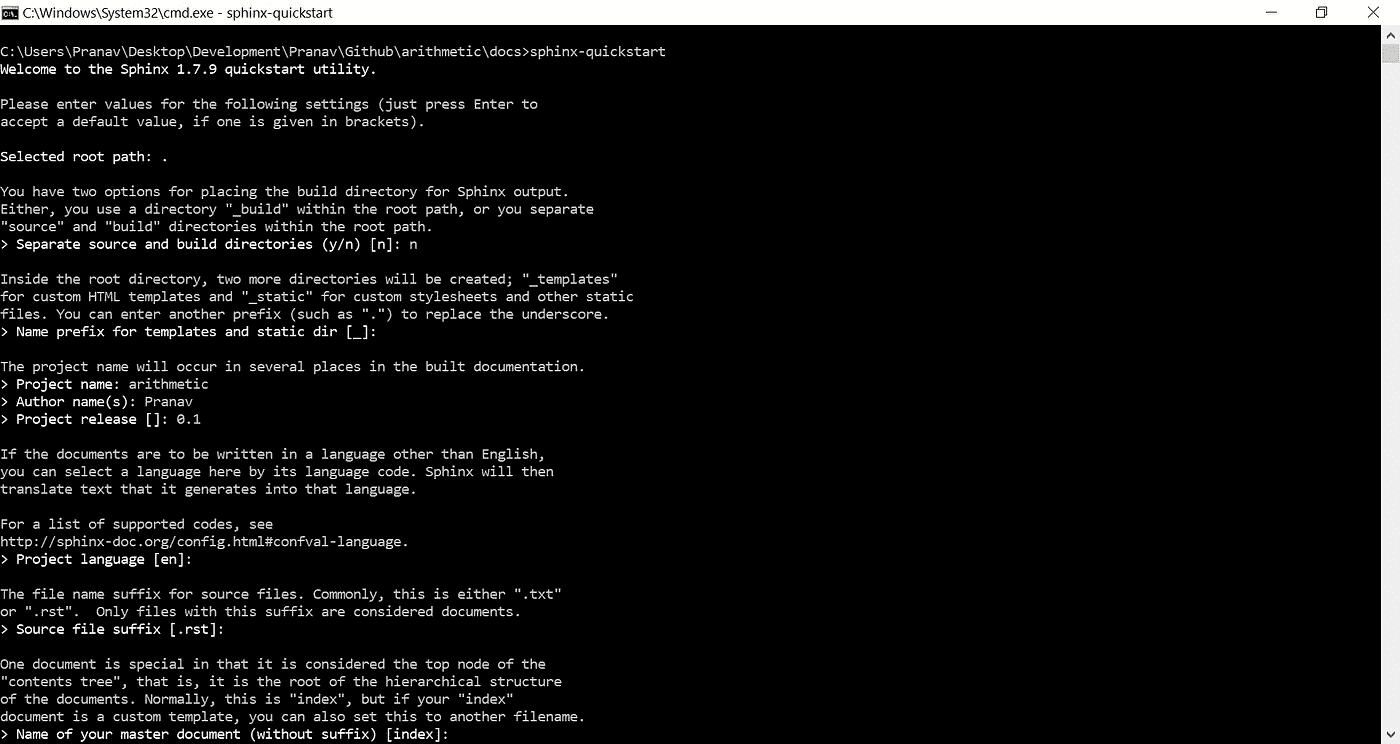 C:\Windows\System32\cmd.exe - sphinx-quickstart
C:\Users\Pranav\Desktop\Development\Pranav\Github\arithmetic\docs>sphinx-quickstart
Welcome to the Sphinx 1.7.9 quickstart utility.
Please enter values for the following settings (just press Enter to
accept a default value, if one is given in brackets).
Selected root path: .
You have two options for placing the build directory for Sphinx output.
Either, you use a directory "_build" within the root path, or you separate
"source" and "build" directories within the root path.
> Separate source and build directories (y/n) [n]: n
Inside the root directory, two more directories will be created; "_templates"
for custom HTML templates and "_static" for custom stylesheets and other static
files. You can enter another prefix (such as ".") to replace the underscore.
> Name prefix for templates and static dir [_]:
The project name will occur in several places in the built documentation.
> Project name: arithmetic
> Author name(s): Pranav
> Project release []: 0.1
If the documents are to be written in a language other than English,
you can select a language here by its language code. Sphinx will then
translate text that it generates into that language.
For a list of supported codes, see
http://sphinx-doc.org/config.html#confval-language.
> Project language [en]:
The file name suffix for source files. Commonly, this is either ".txt"
or ".rst".  Only files with this suffix are considered documents.
> Source file suffix [.rst]:
One document is special in that it is considered the top node of the
"contents tree", that is, it is the root of the hierarchical structure
of the documents. Normally, this is "index", but if your "index"
document is a custom template, you can also set this to another filename.
> Name of your master document (without suffix) [index]: